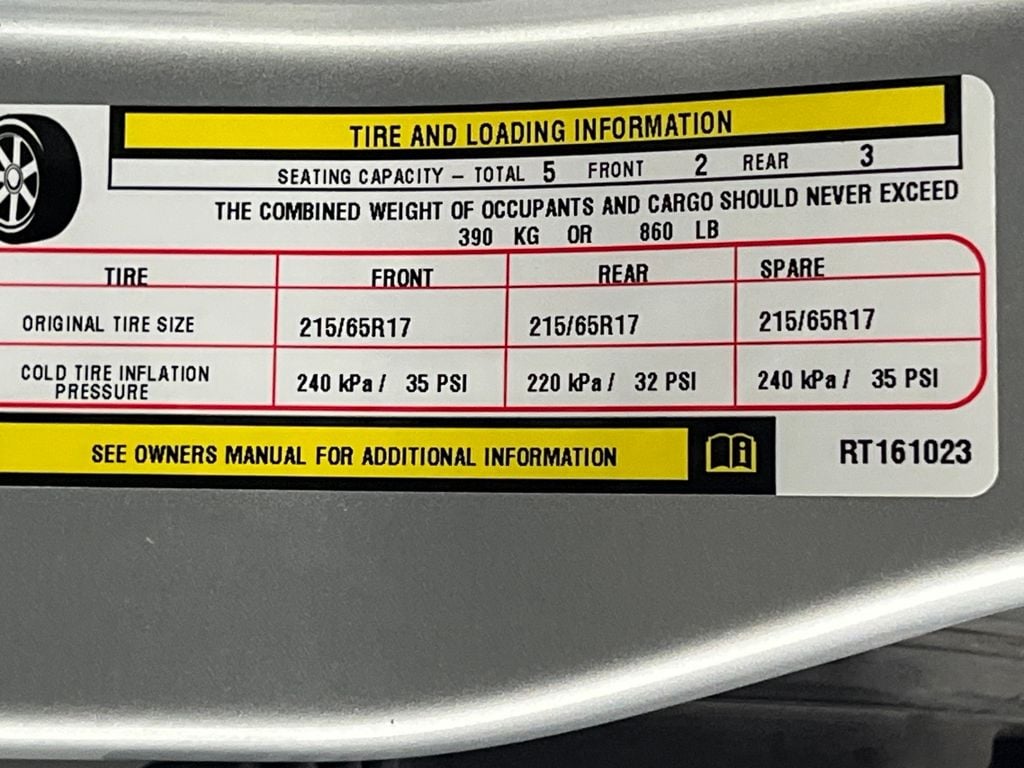 TIRE AND LOADING INFORMATION
SEATING CAPACITY – TOTAL 5 FRONT 2 REAR 3
THE COMBINED WEIGHT OF OCCUPANTS AND CARGO SHOULD NEVER EXCEED
390 KG OR 860 LB
TIRE FRONT REAR SPARE
ORIGINAL TIRE SIZE 215/65R17 215/65R17 215/65R17
COLD TIRE INFLATION
PRESSURE 240 kPa / 35 PSI 220 kPa / 32 PSI 240 kPa / 35 PSI
SEE OWNERS MANUAL FOR ADDITIONAL INFORMATION
RT161023